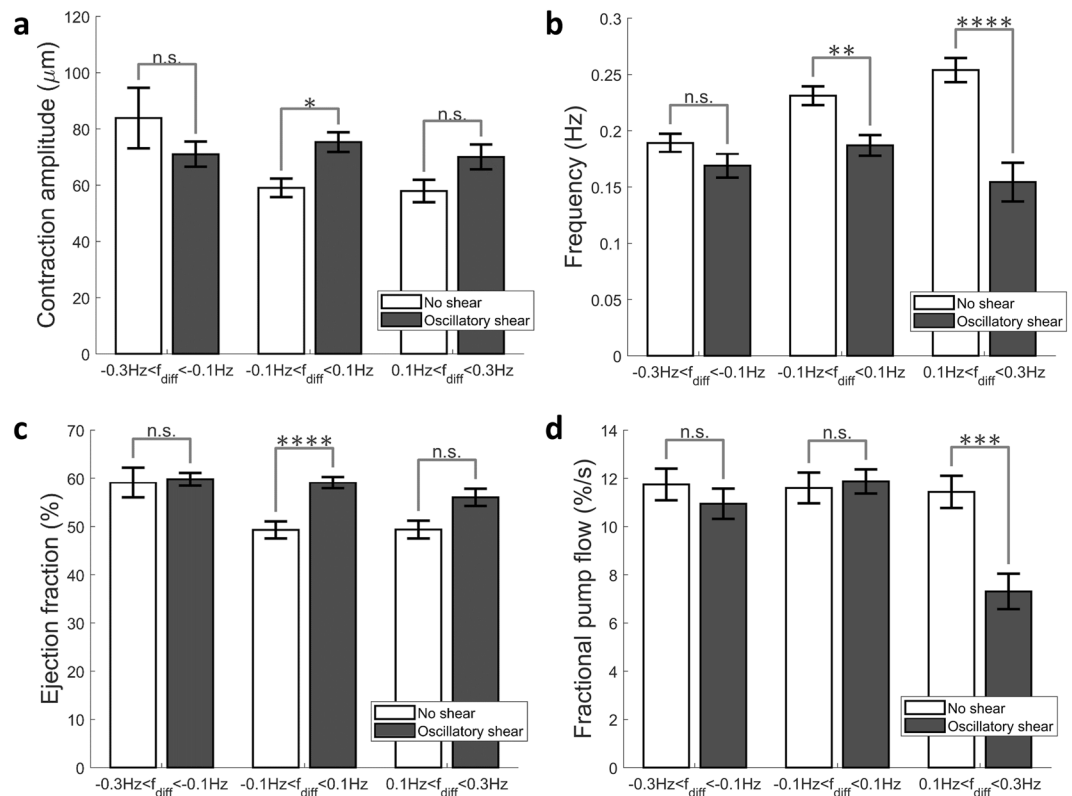 a
Contraction amplitude (μm)
120
100
80
60
40
20
0
n.s.
*
n.s.
No shear
Oscillatory shear
-0.3Hz<f_diff<-0.1Hz
-0.1Hz<f_diff<0.1Hz
0.1Hz<f_diff<0.3Hz
b
Frequency (Hz)
0.3
0.25
0.2
0.15
0.1
0.05
0
n.s.
**
****
No shear
Oscillatory shear
-0.3Hz<f_diff<-0.1Hz
-0.1Hz<f_diff<0.1Hz
0.1Hz<f_diff<0.3Hz
c
Ejection fraction (%)
70
60
50
40
30
20
10
0
n.s.
****
n.s.
No shear
Oscillatory shear
-0.3Hz<f_diff<-0.1Hz
-0.1Hz<f_diff<0.1Hz
0.1Hz<f_diff<0.3Hz
d
Fractional pump flow (%/s)
14
12
10
8
6
4
2
0
n.s.
n.s.
***
No shear
Oscillatory shear
-0.3Hz<f_diff<-0.1Hz
-0.1Hz<f_diff<0.1Hz
0.1Hz<f_diff<0.3Hz